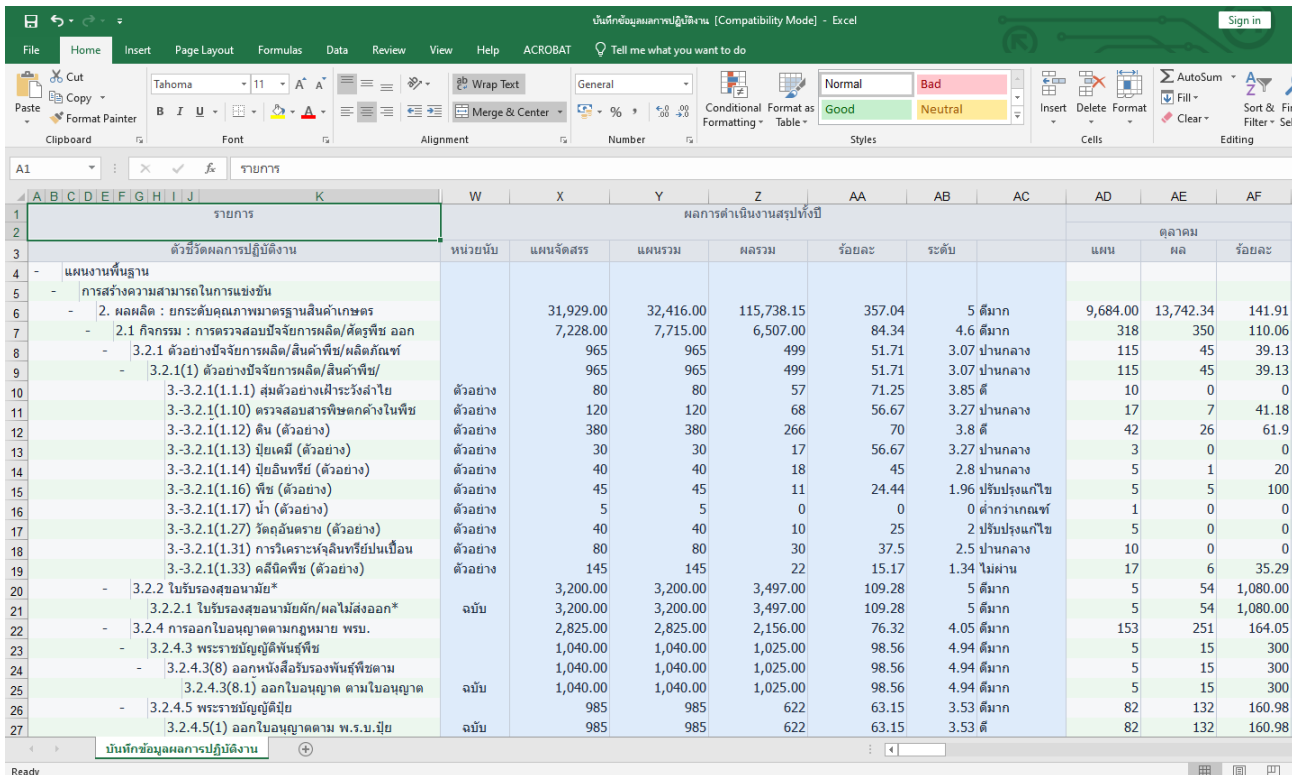 บันทึกข้อมูลผลการปฏิบัติงาน [Compatibility Mode] - Excel Sign in
File Home Insert Page Layout Formulas Data Review View Help ACROBAT Tell me what you want to do
Cut Tahoma 11 Wrap Text General Normal Bad AutoSum
Copy Fill
Paste Format Painter B I U Merge & Center % , Conditional Formatting Format as Table Good Neutral Insert Delete Format Clear Sort & Filter
Clipboard Font Alignment Number Styles Cells Editing
A1 fx รายการ
A B C D E F G H I J K W X Y Z AA AB AC AD AE AF
1 รายการ ผลการดำเนินงานสรุปทั้งปี
2 ตุลาคม
3 ตัวชี้วัดผลการปฏิบัติงาน หน่วยนับ แผนจัดสรร แผนรวม ผลรวม ร้อยละ ระดับ แผน ผล ร้อยละ
4 - แผนงานพื้นฐาน
5 - การสร้างความสามารถในการแข่งขัน
6 - 2. ผลผลิต : ยกระดับคุณภาพมาตรฐานสินค้าเกษตร 31,929.00 32,416.00 115,738.15 357.04 5 ดีมาก 9,684.00 13,742.34 141.91
7 - 2.1 กิจกรรม : การตรวจสอบปัจจัยการผลิต/ศัตรูพืช ออก 7,228.00 7,715.00 6,507.00 84.34 4.6 ดีมาก 318 350 110.06
8 - 3.2.1 ตัวอย่างปัจจัยการผลิต/สินค้าพืช/ผลิตภัณฑ์ 965 965 499 51.71 3.07 ปานกลาง 115 45 39.13
9 - 3.2.1(1) ตัวอย่างปัจจัยการผลิต/สินค้าพืช/ 965 965 499 51.71 3.07 ปานกลาง 115 45 39.13
10 3.-3.2.1(1.1.1) สุ่มตัวอย่างเฝ้าระวังลำไย ตัวอย่าง 80 80 57 71.25 3.85 ดี 10 0 0
11 3.-3.2.1(1.10) ตรวจสอบสารพิษตกค้างในพืช ตัวอย่าง 120 120 68 56.67 3.27 ปานกลาง 17 7 41.18
12 3.-3.2.1(1.12) ดิน (ตัวอย่าง) ตัวอย่าง 380 380 266 70 3.8 ดี 42 26 61.9
13 3.-3.2.1(1.13) ปุ๋ยเคมี (ตัวอย่าง) ตัวอย่าง 30 30 17 56.67 3.27 ปานกลาง 3 0 0
14 3.-3.2.1(1.14) ปุ๋ยอินทรีย์ (ตัวอย่าง) ตัวอย่าง 40 40 18 45 2.8 ปานกลาง 5 1 20
15 3.-3.2.1(1.16) พืช (ตัวอย่าง) ตัวอย่าง 45 45 11 24.44 1.96 ปรับปรุงแก้ไข 5 5 100
16 3.-3.2.1(1.17) น้ำ (ตัวอย่าง) ตัวอย่าง 5 5 0 0 0 ต่ำกว่าเกณฑ์ 1 0 0
17 3.-3.2.1(1.27) วัตถุอันตราย (ตัวอย่าง) ตัวอย่าง 40 40 10 25 2 ปรับปรุงแก้ไข 5 0 0
18 3.-3.2.1(1.31) การวิเคราะห์จุลินทรีย์ปนเปื้อน ตัวอย่าง 80 80 30 37.5 2.5 ปานกลาง 10 0 0
19 3.-3.2.1(1.33) คลีนิคพืช (ตัวอย่าง) ตัวอย่าง 145 145 22 15.17 1.34 ไม่ผ่าน 17 6 35.29
20 - 3.2.2 ใบรับรองสุขอนามัย* 3,200.00 3,200.00 3,497.00 109.28 5 ดีมาก 5 54 1,080.00
21 3.2.2.1 ใบรับรองสุขอนามัยผัก/ผลไม้ส่งออก* ฉบับ 3,200.00 3,200.00 3,497.00 109.28 5 ดีมาก 5 54 1,080.00
22 - 3.2.4 การออกใบอนุญาตตามกฎหมาย พรบ. 2,825.00 2,825.00 2,156.00 76.32 4.05 ดีมาก 153 251 164.05
23 - 3.2.4.3 พระราชบัญญัติพันธุ์พืช 1,040.00 1,040.00 1,025.00 98.56 4.94 ดีมาก 5 15 300
24 - 3.2.4.3(8) ออกหนังสือรับรองพันธุ์พืชตาม 1,040.00 1,040.00 1,025.00 98.56 4.94 ดีมาก 5 15 300
25 3.2.4.3(8.1) ออกใบอนุญาต ตามใบอนุญาต ฉบับ 1,040.00 1,040.00 1,025.00 98.56 4.94 ดีมาก 5 15 300
26 - 3.2.4.5 พระราชบัญญัติปุ๋ย 985 985 622 63.15 3.53 ดีมาก 82 132 160.98
27 3.2.4.5(1) ออกใบอนุญาตตาม พ.ร.บ.ปุ๋ย ฉบับ 985 985 622 63.15 3.53 ดี 82 132 160.98
บันทึกข้อมูลผลการปฏิบัติงาน
Ready